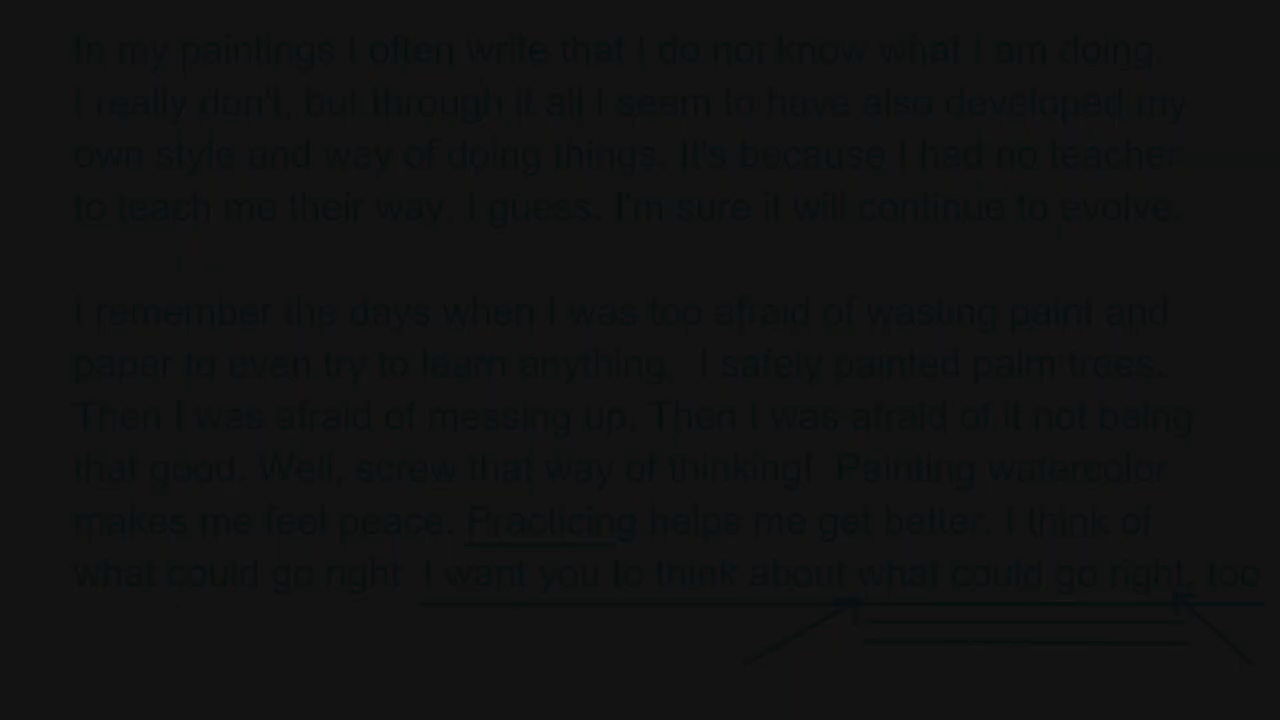 In my paintings I often write that I do not know what I am doing.
I really don't, but through it all I seem to have also developed my
own style and way of doing things. It's because I had no teacher
to teach me their way, I guess. I'm sure it will continue to evolve.
I remember the days when I was too afraid of wasting paint and
paper to even try to learn anything. I safely painted palm trees.
Then I was afraid of messing up. Then I was afraid of it not being
that good. Well, screw that way of thinking! Painting watercolor
makes me feel peace. Practicing helps me get better. I think of
what could go right. I want you to think about what could go right, too